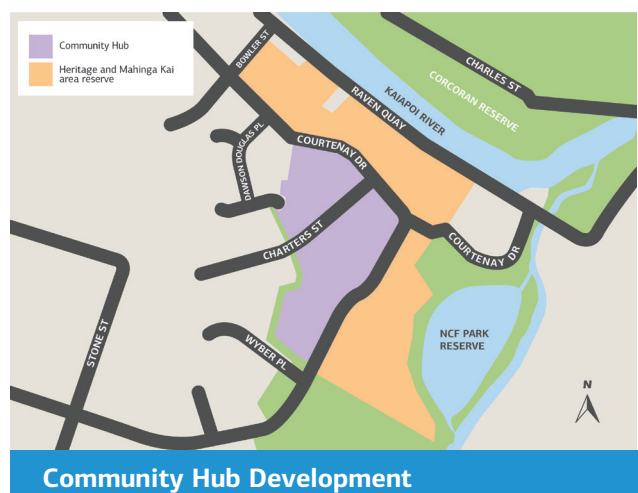 Community Hub
Heritage and Mahinga Kai
area reserve
BOWLER ST
CHARLES ST
CORCORAN RESERVE
KAIAPOI RIVER
RAVEN QUAY
DAWSON DOUGLAS PL
COURTENAY DR
CHARTERS ST
COURTENAY DR
STONE ST
WYBER PL
NCF PARK
RESERVE
N
Community Hub Development